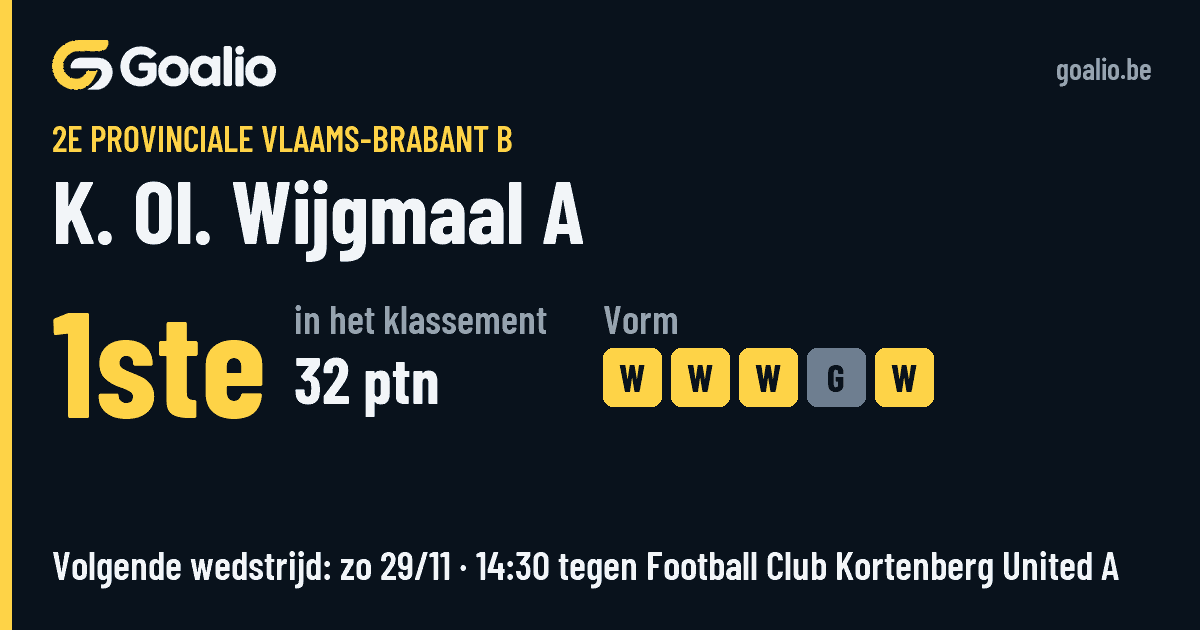 Goalio
goalio.be
2E PROVINCIALE VLAAMS-BRABANT B
K. Ol. Wijgmaal A
1ste
in het klassement
32 ptn
Vorm
W W W G W
Volgende wedstrijd: zo 29/11 · 14:30 tegen Football Club Kortenberg United A